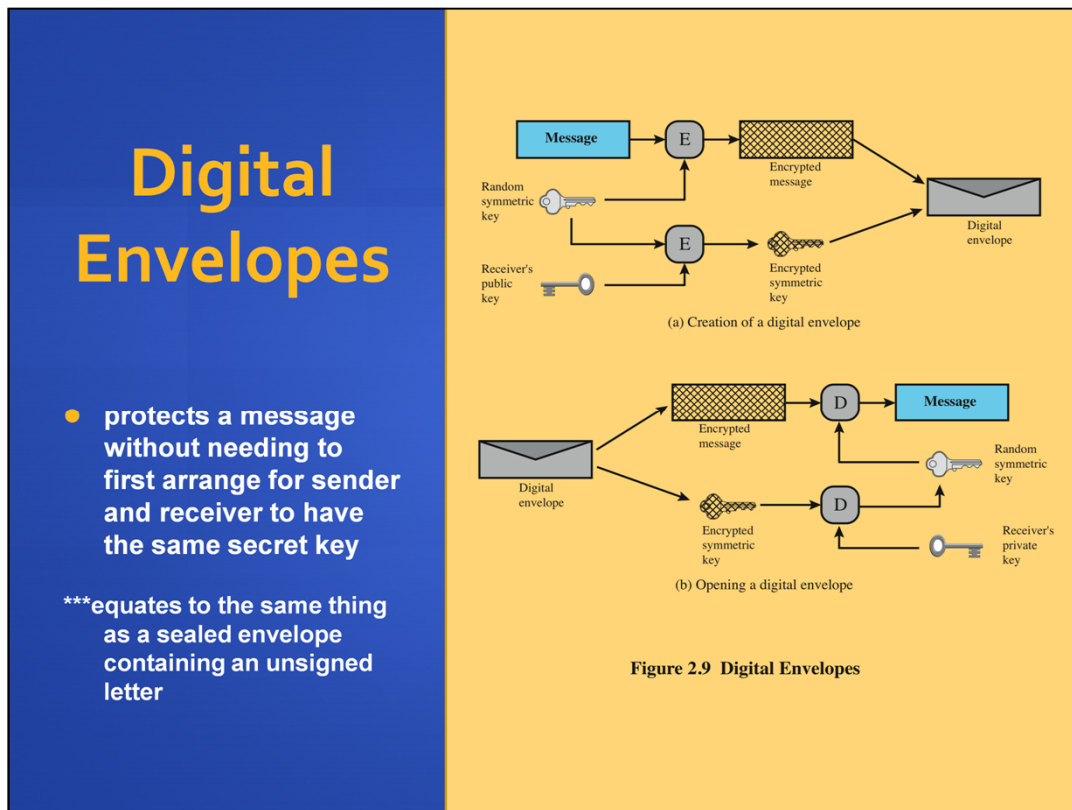 Digital
Envelopes
● protects a message
without needing to
first arrange for sender
and receiver to have
the same secret key
***equates to the same thing
as a sealed envelope
containing an unsigned
letter
Message
E
Encrypted
message
Random
symmetric
key
Digital
envelope
E
Receiver's
public
key
Encrypted
symmetric
key
(a) Creation of a digital envelope
D
Message
Encrypted
message
Digital
envelope
Random
symmetric
key
D
Encrypted
symmetric
key
Receiver's
private
key
(b) Opening a digital envelope
Figure 2.9 Digital Envelopes